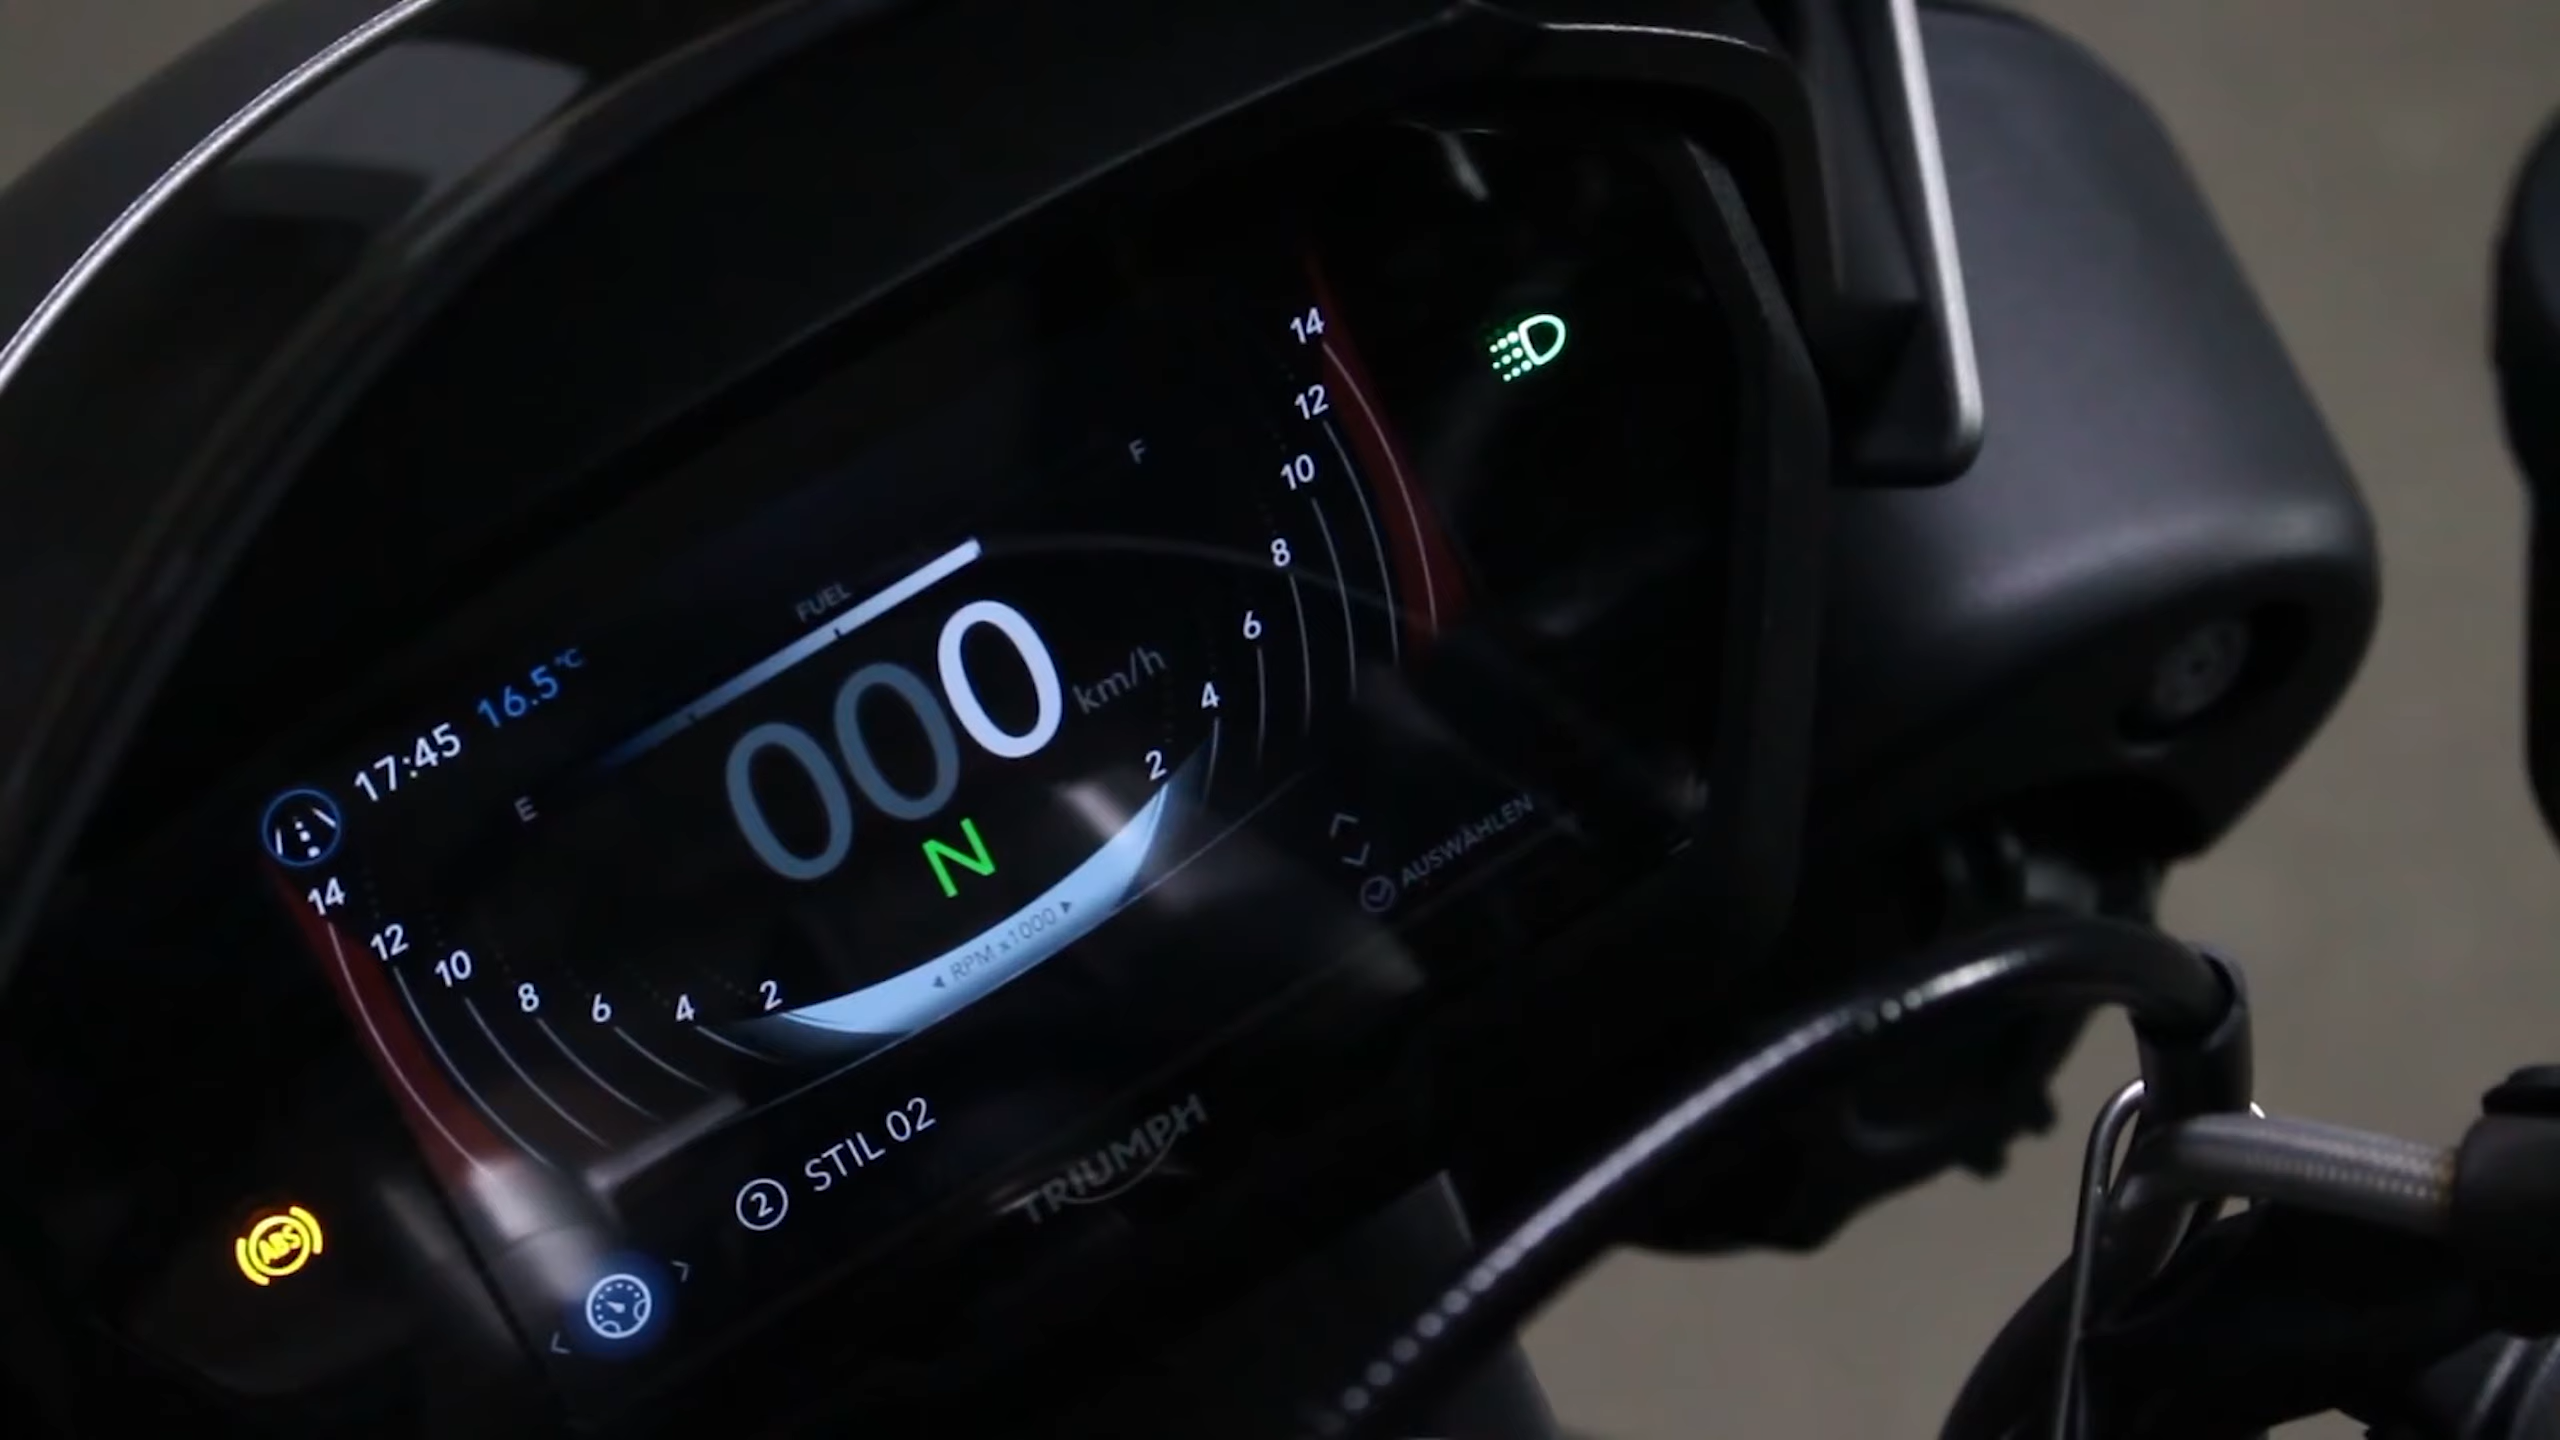 17:45 16.5°C
E FUEL F
000 km/h
N
14 12 10 8 6 4 2
2 4 6 8 10 12 14
RPM x1000
AUSWÄHLEN
2 STIL 02
TRIUMPH
ABS